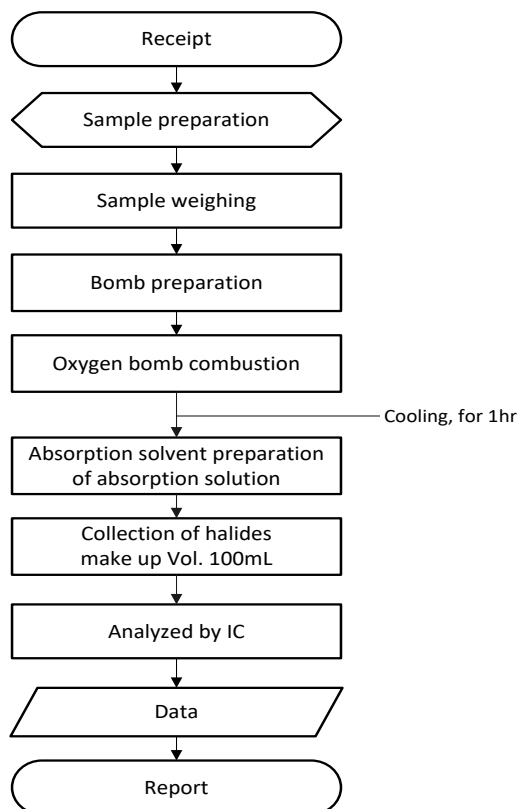 Receipt
Sample preparation
Sample weighing
Bomb preparation
Oxygen bomb combustion
Cooling, for 1hr
Absorption solvent preparation
of absorption solution
Collection of halides
make up Vol. 100mL
Analyzed by IC
Data
Report